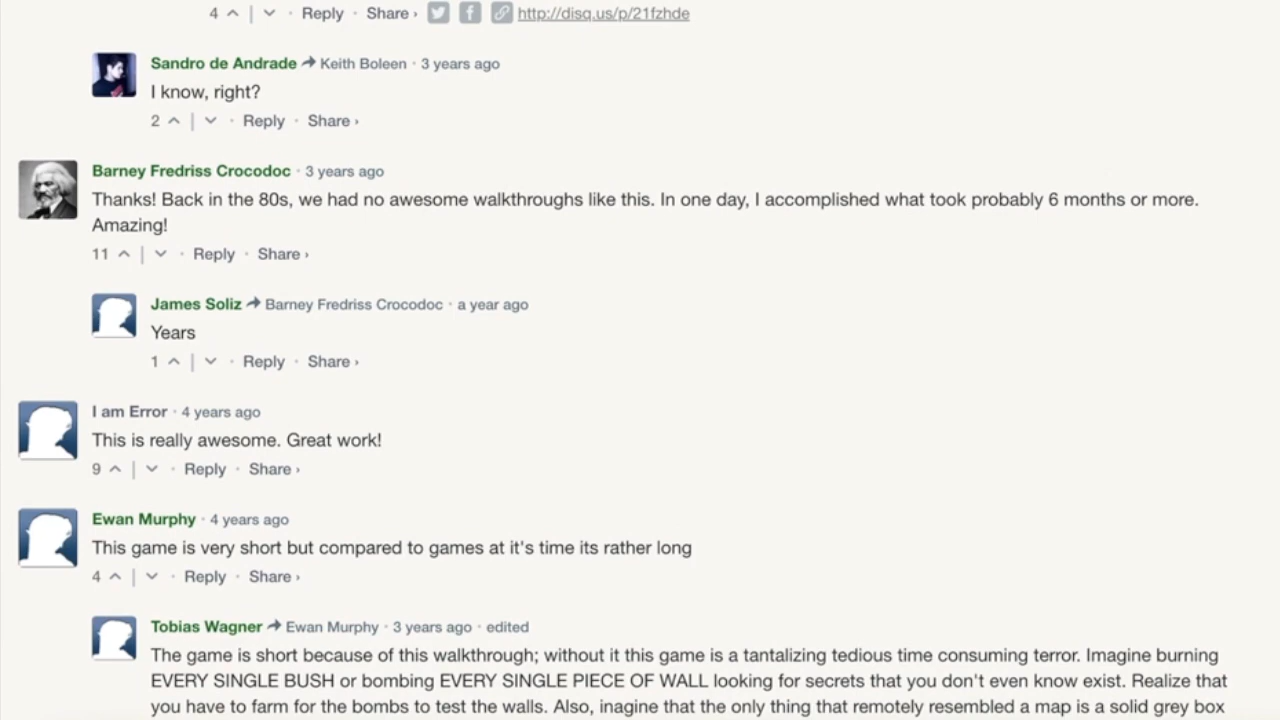 4 | · Reply · Share › http://disq.us/p/21fzhde
Sandro de Andrade Keith Boleen · 3 years ago
I know, right?
2 | · Reply · Share ›
Barney Fredriss Crocodoc · 3 years ago
Thanks! Back in the 80s, we had no awesome walkthroughs like this. In one day, I accomplished what took probably 6 months or more.
Amazing!
11 | · Reply · Share ›
James Soliz Barney Fredriss Crocodoc · a year ago
Years
1 | · Reply · Share ›
I am Error · 4 years ago
This is really awesome. Great work!
9 | · Reply · Share ›
Ewan Murphy · 4 years ago
This game is very short but compared to games at it's time its rather long
4 | · Reply · Share ›
Tobias Wagner Ewan Murphy · 3 years ago · edited
The game is short because of this walkthrough; without it this game is a tantalizing tedious time consuming terror. Imagine burning
EVERY SINGLE BUSH or bombing EVERY SINGLE PIECE OF WALL looking for secrets that you don't even know exist. Realize that
you have to farm for the bombs to test the walls. Also, inagine that the only thing that remotely resembled a map is a solid grey box